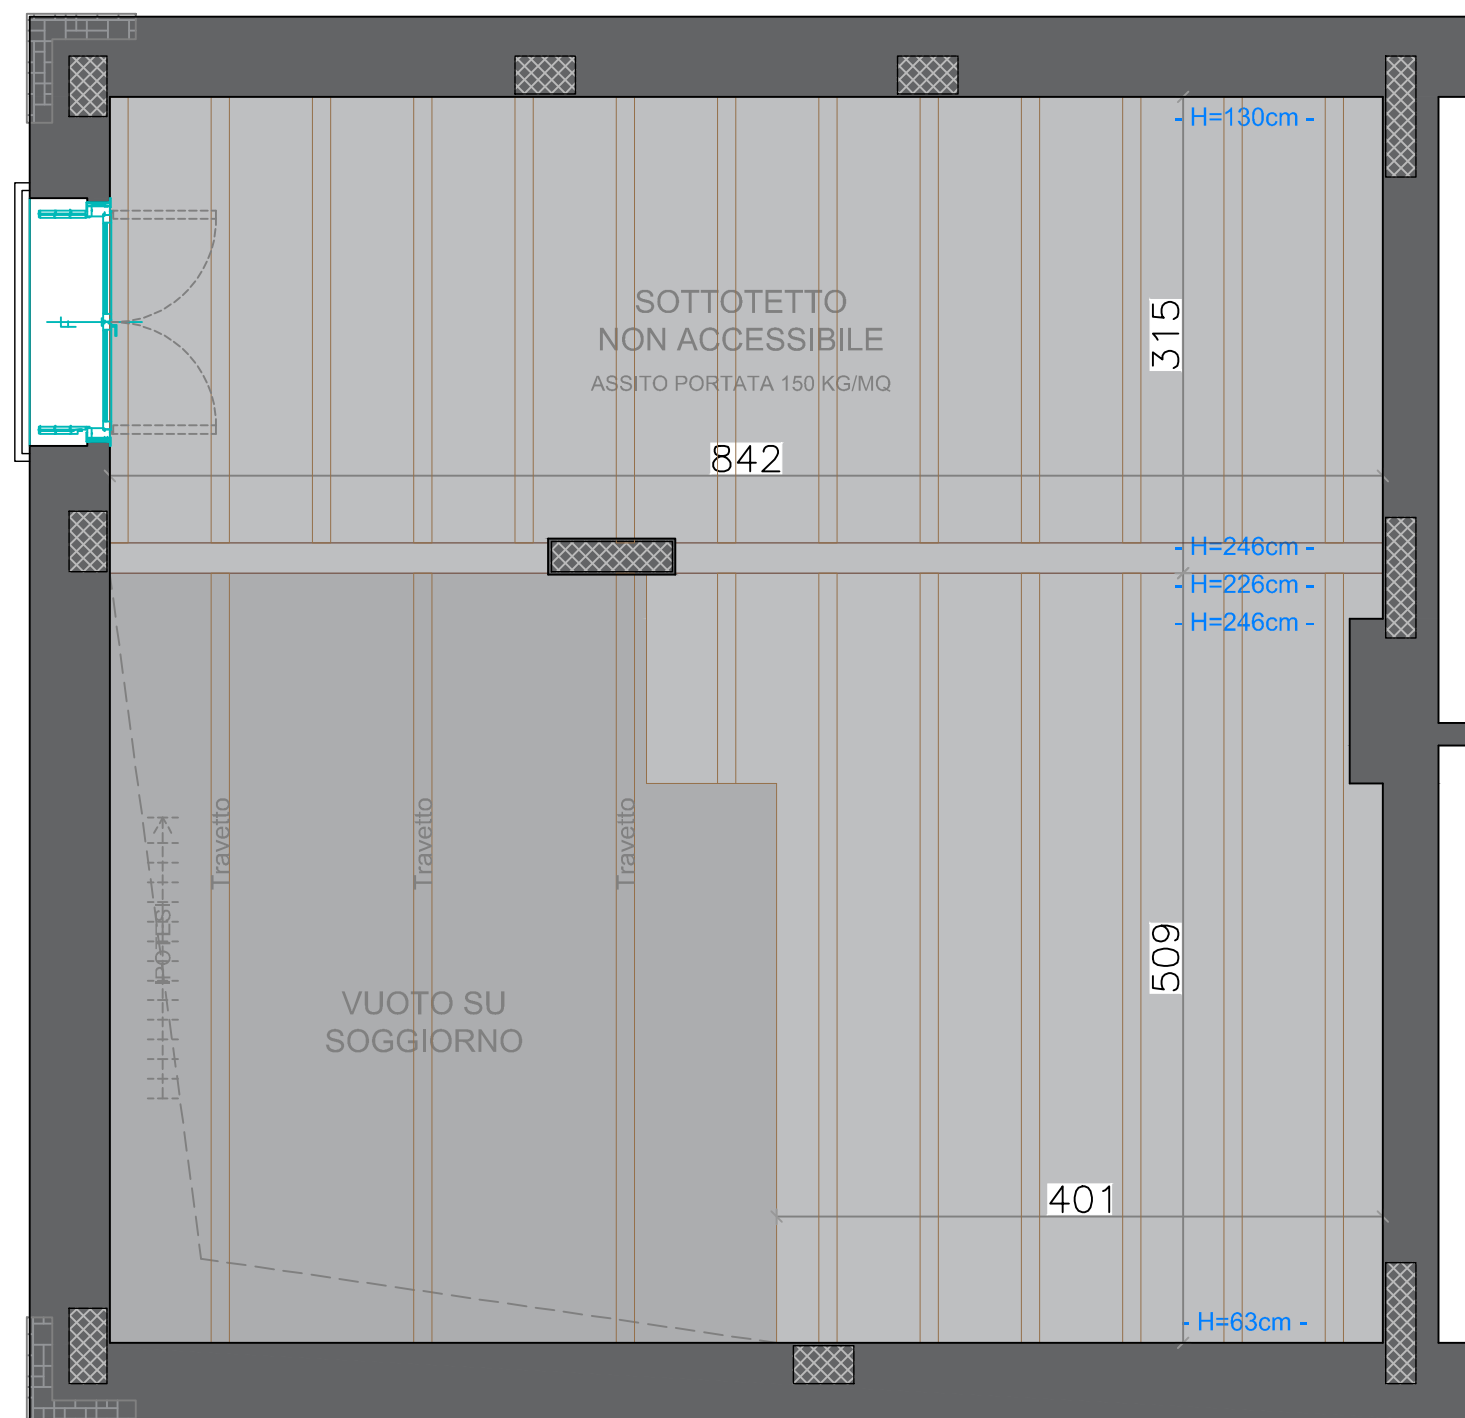 - H=130cm -
SOTTOTETTO
NON ACCESSIBILE
ASSITO PORTATA 150 KG/MQ
315
842
- H=246cm -
- H=226cm -
- H=246cm -
Travetto
Travetto
Travetto
IPOTESI
509
VUOTO SU
SOGGIORNO
401
- H=63cm -